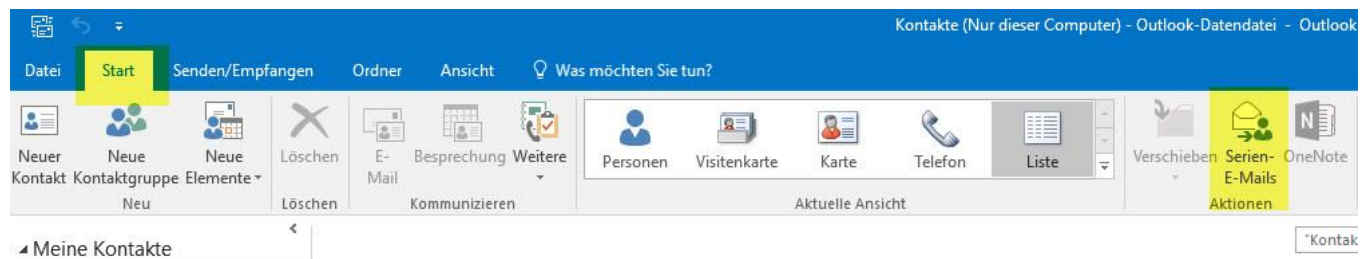 Kontakte (Nur dieser Computer) - Outlook-Datendatei - Outlook
Datei Start Senden/Empfangen Ordner Ansicht Was möchten Sie tun?
Neuer Kontakt
Neue Kontaktgruppe
Neue Elemente
Löschen
E-Mail
Besprechung
Weitere
Personen
Visitenkarte
Karte
Telefon
Liste
Verschieben
Serien-
E-Mails
OneNote
Neu Löschen Kommunizieren Aktuelle Ansicht Aktionen
Meine Kontakte
"Kontak